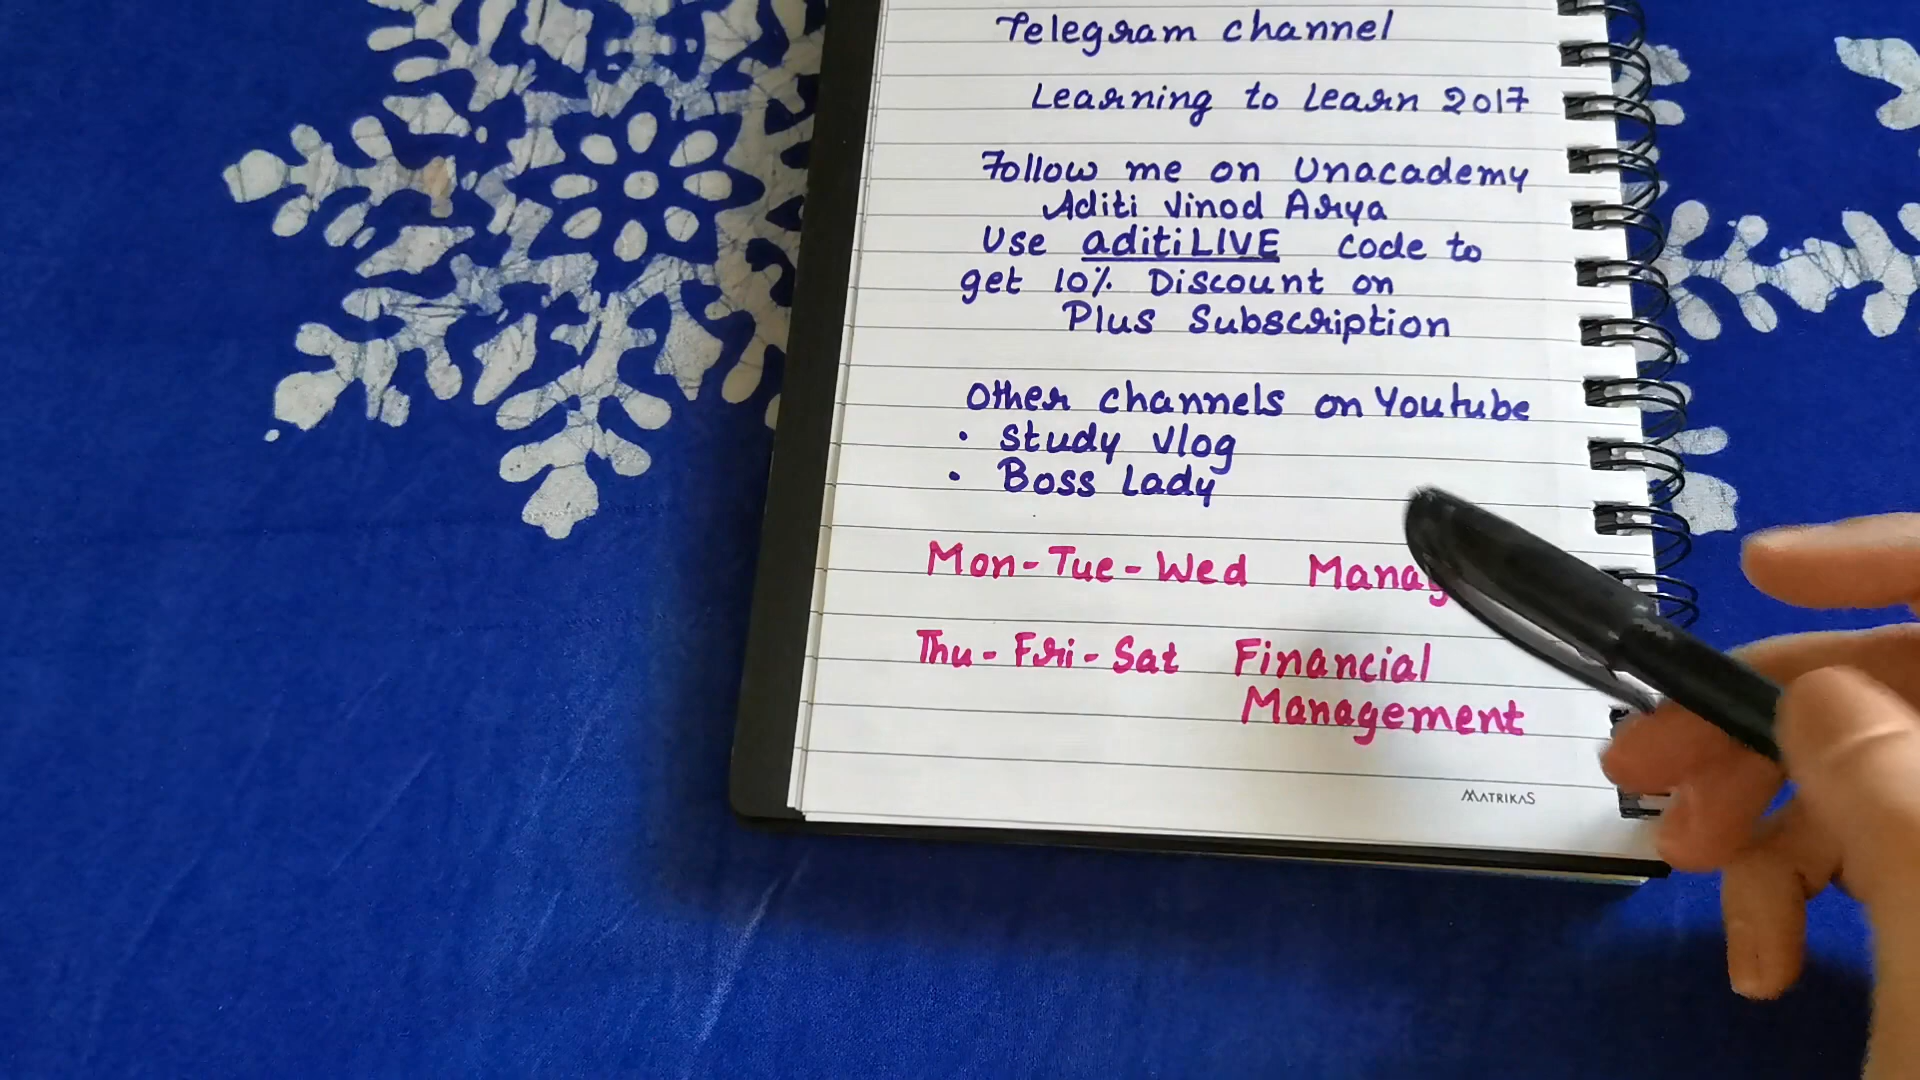 Telegram channel
Learning to Learn 2017
Follow me on Unacademy
Aditi Vinod Arya
Use aditiLIVE code to
get 10% Discount on
Plus Subscription
Other channels on Youtube
• Study Vlog
• Boss Lady
Mon-Tue-Wed
Thu-Fri-Sat Financial
Management
MATRIKAS